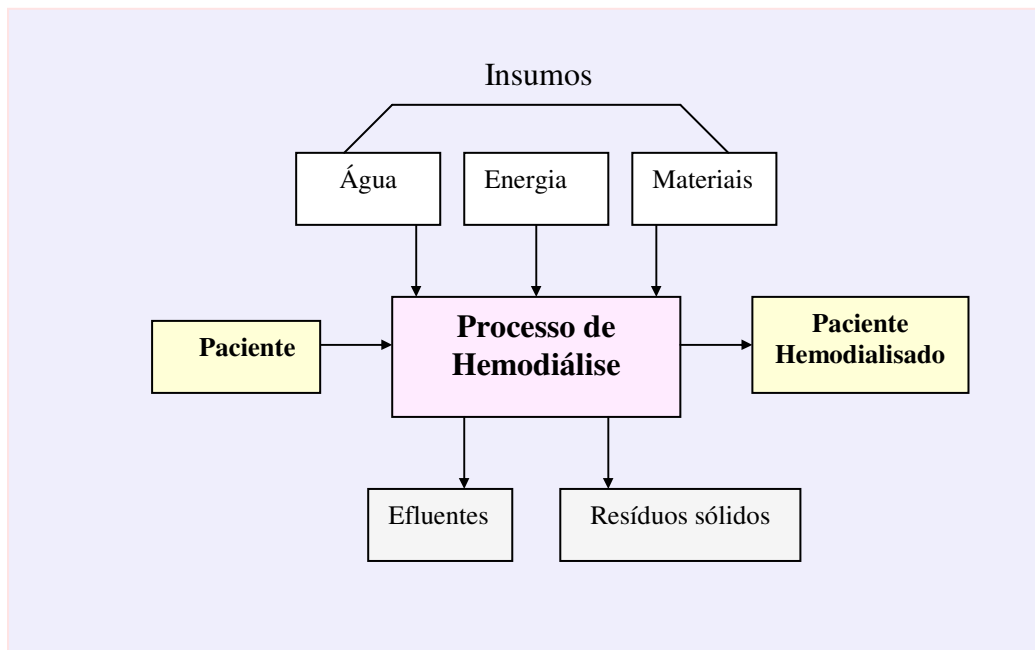 Insumos
Água
Energia
Materiais
Paciente
Processo de
Hemodiálise
Paciente
Hemodialisado
Efluentes
Resíduos sólidos